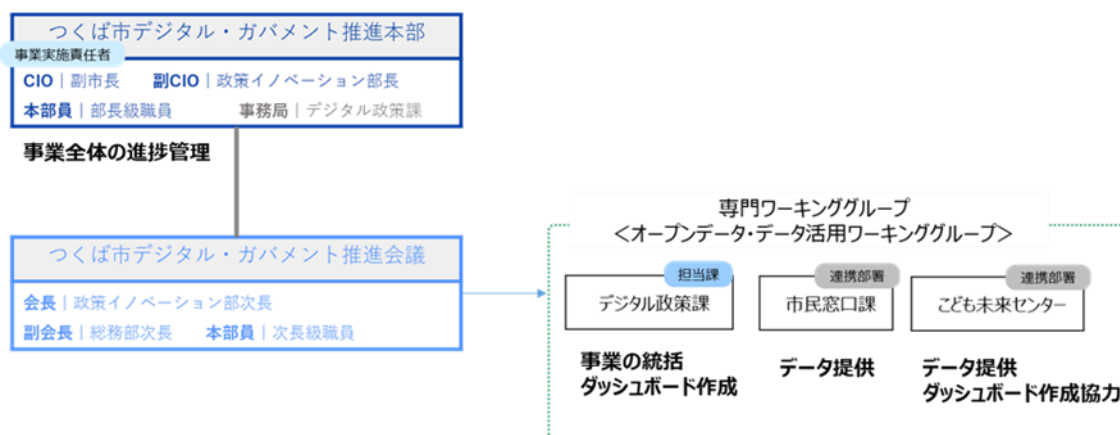 つくば市デジタル・ガバメント推進本部
事業実施責任者
CIO｜副市長　副CIO｜政策イノベーション部長
本部員｜部長級職員　事務局｜デジタル政策課
事業全体の進捗管理
つくば市デジタル・ガバメント推進会議
会長｜政策イノベーション部次長
副会長｜総務部次長　本部員｜次長級職員
専門ワーキンググループ
＜オープンデータ・データ活用ワーキンググループ＞
担当課
デジタル政策課
事業の統括
ダッシュボード作成
連携部署
市民窓口課
データ提供
連携部署
こども未来センター
データ提供
ダッシュボード作成協力